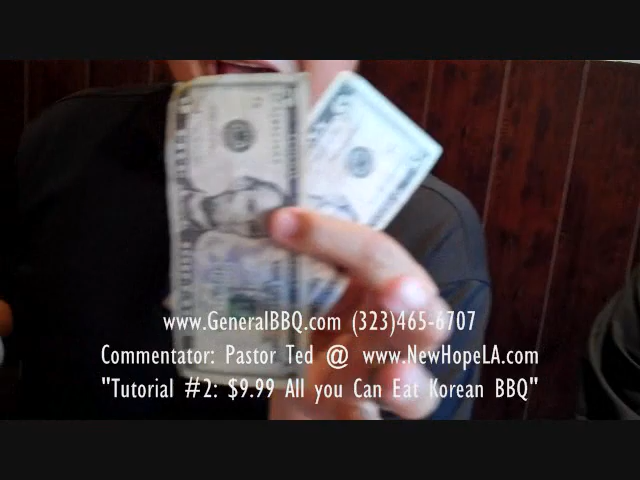 www.GeneralBBQ.com (323)465-6707
Commentator: Pastor Ted @ www.NewHopeLA.com
"Tutorial #2: $9.99 All you Can Eat Korean BBQ"